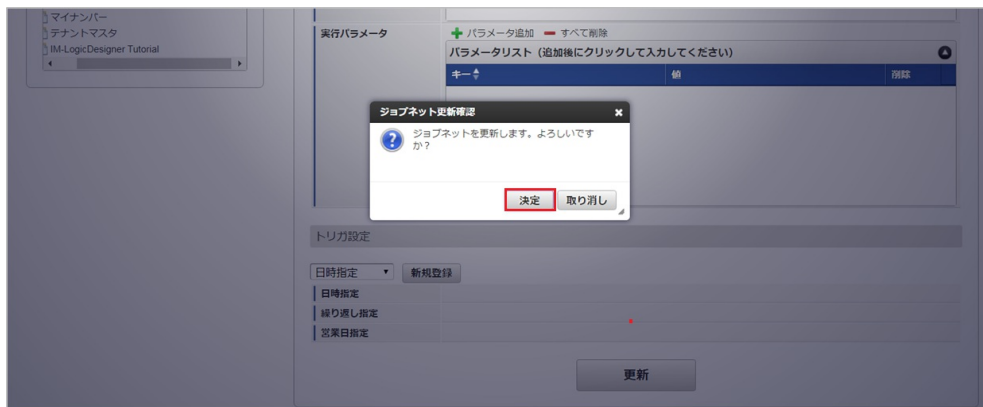 マイナンバー
テナントマスタ
IM-LogicDesigner Tutorial
実行パラメータ
パラメータ追加 すべて削除
パラメータリスト（追加後にクリックして入力してください）
キー 値 削除
ジョブネット更新確認
ジョブネットを更新します。よろしいです
か？
決定 取り消し
トリガ設定
日時指定 新規登録
日時指定
繰り返し指定
営業日指定
更新